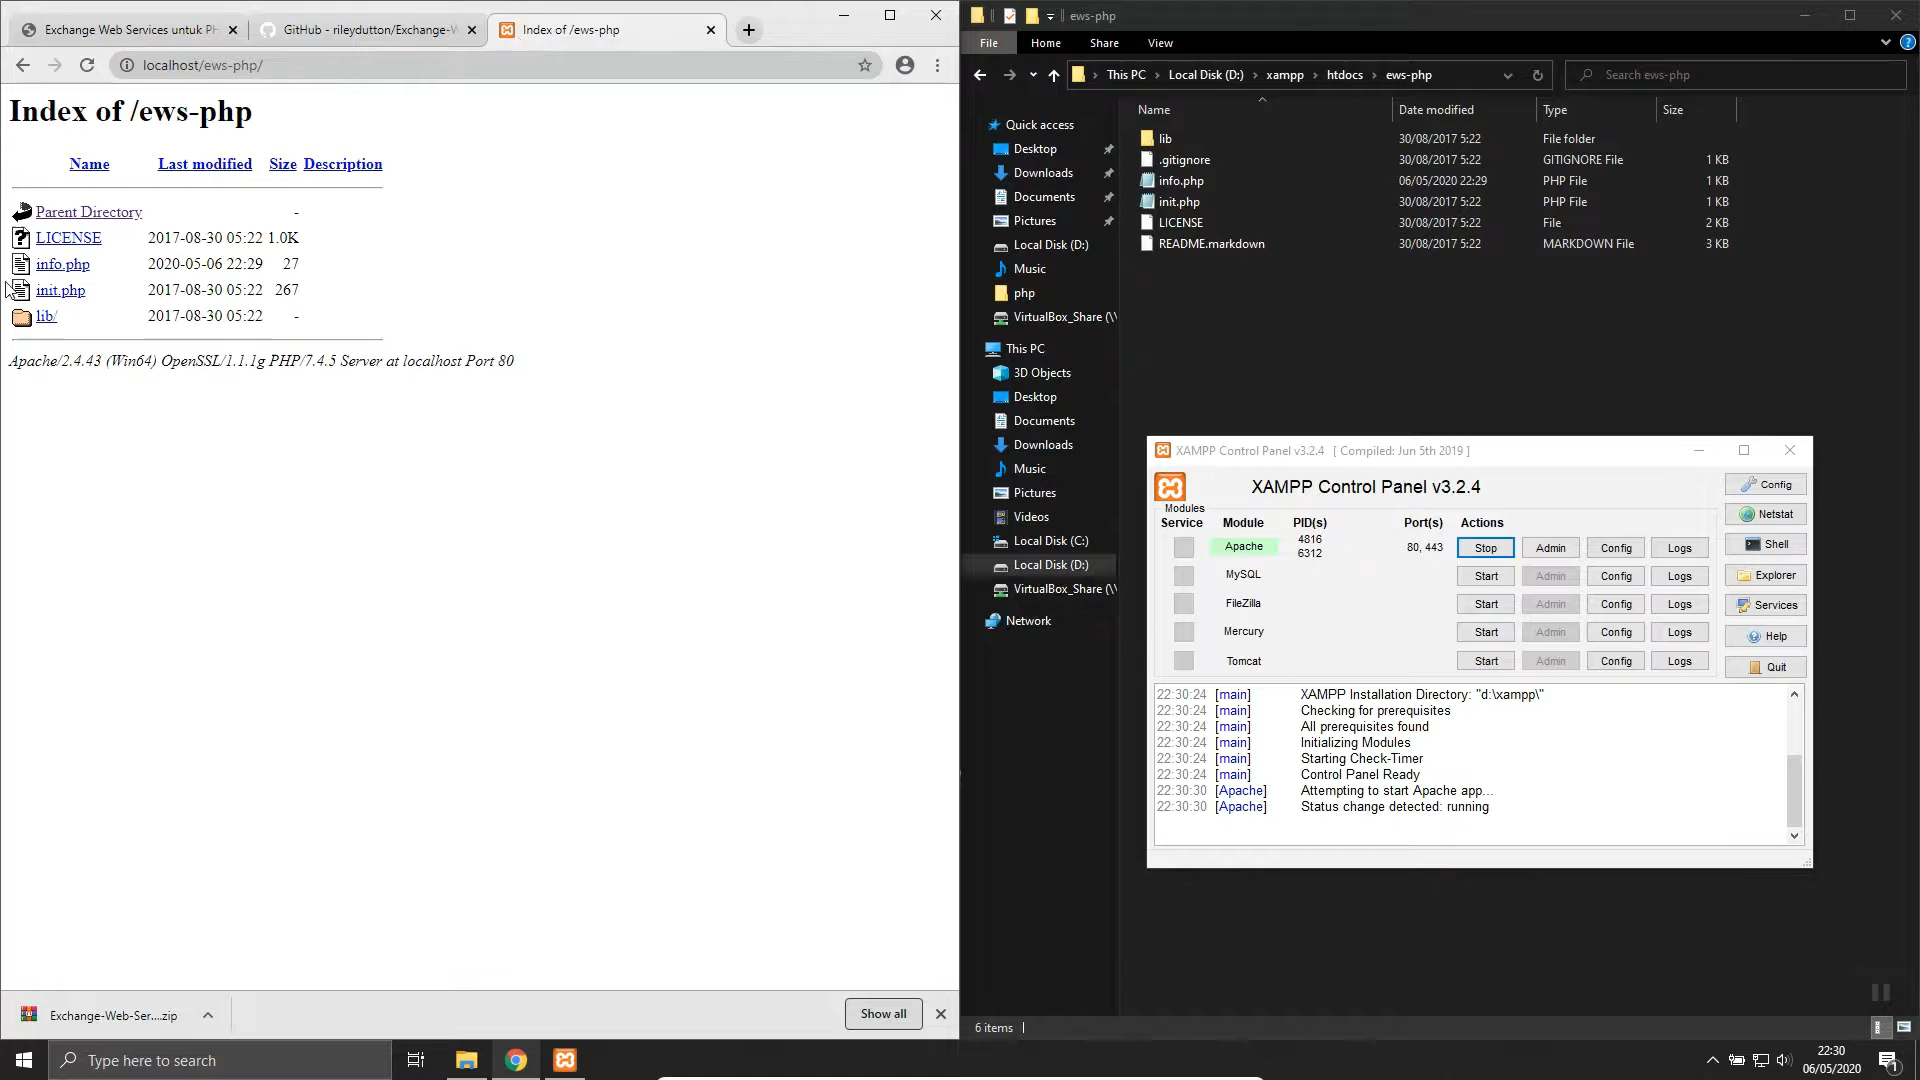 Exchange Web Services untuk PH
GitHub - rileydutton/Exchange-W
Index of /ews-php
localhost/ews-php/
Index of /ews-php
Name Last modified Size Description
Parent Directory -
LICENSE 2017-08-30 05:22 1.0K
info.php 2020-05-06 22:29 27
init.php 2017-08-30 05:22 267
lib/ 2017-08-30 05:22 -
Apache/2.4.43 (Win64) OpenSSL/1.1.1g PHP/7.4.5 Server at localhost Port 80
Exchange-Web-Ser....zip
Show all
ews-php
File Home Share View
This PC > Local Disk (D:) > xampp > htdocs > ews-php
Search ews-php
Name Date modified Type Size
lib 30/08/2017 5:22 File folder
.gitignore 30/08/2017 5:22 GITIGNORE File 1 KB
info.php 06/05/2020 22:29 PHP File 1 KB
init.php 30/08/2017 5:22 PHP File 1 KB
LICENSE 30/08/2017 5:22 File 2 KB
README.markdown 30/08/2017 5:22 MARKDOWN File 3 KB
Quick access
Desktop
Downloads
Documents
Pictures
Local Disk (D:)
Music
php
VirtualBox_Share (\\
This PC
3D Objects
Desktop
Documents
Downloads
Music
Pictures
Videos
Local Disk (C:)
Local Disk (D:)
VirtualBox_Share (\\
Network
6 items
XAMPP Control Panel v3.2.4 [ Compiled: Jun 5th 2019 ]
XAMPP Control Panel v3.2.4
Modules
Service Module PID(s) Port(s) Actions
Apache 4816 6312 80, 443 Stop Admin Config Logs
MySQL Start Admin Config Logs
FileZilla Start Admin Config Logs
Mercury Start Admin Config Logs
Tomcat Start Admin Config Logs
Config
Netstat
Shell
Explorer
Services
Help
Quit
22:30:24 [main] XAMPP Installation Directory: "d:\xampp\"
22:30:24 [main] Checking for prerequisites
22:30:24 [main] All prerequisites found
22:30:24 [main] Initializing Modules
22:30:24 [main] Starting Check-Timer
22:30:24 [main] Control Panel Ready
22:30:30 [Apache] Attempting to start Apache app...
22:30:30 [Apache] Status change detected: running
Type here to search
22:30
06/05/2020
1